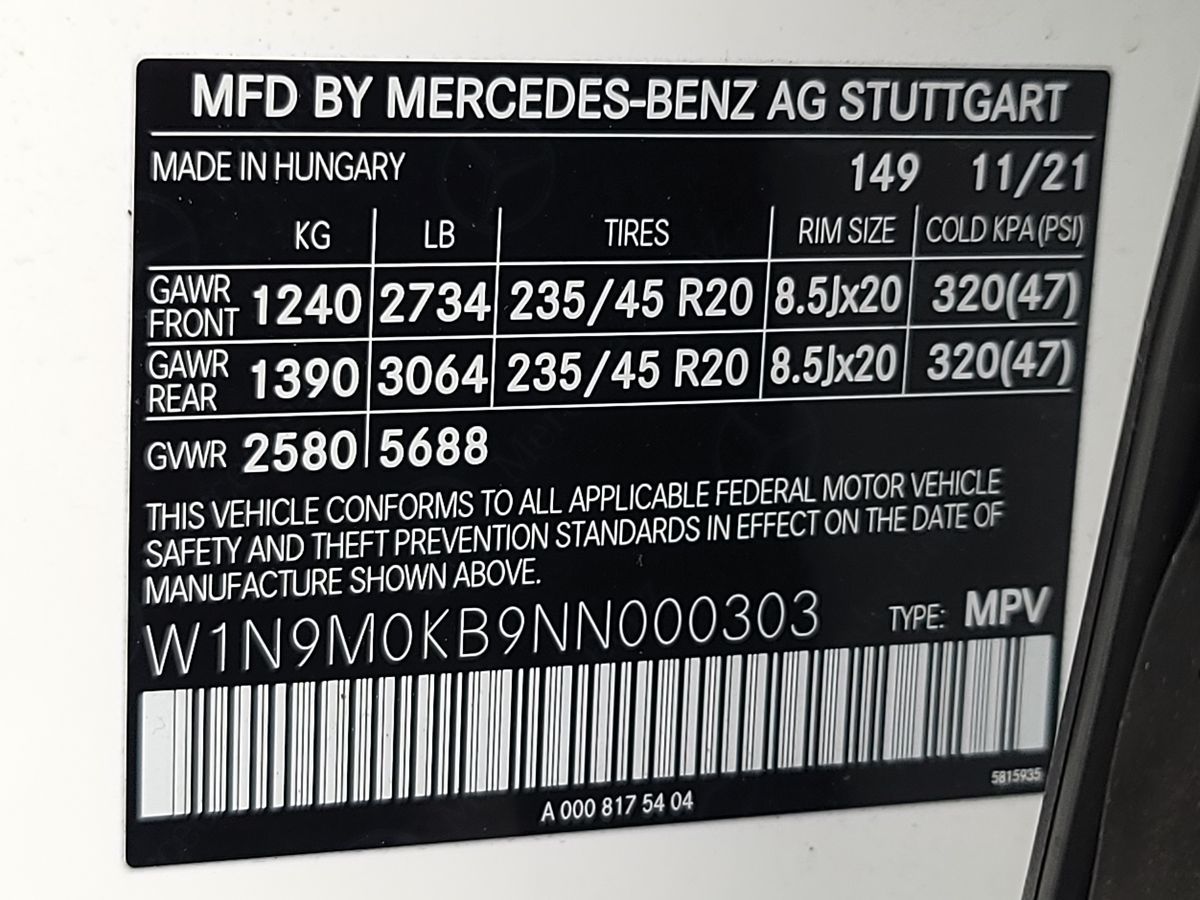 MFD BY MERCEDES-BENZ AG STUTTGART
MADE IN HUNGARY 149 11/21
KG LB TIRES RIM SIZE COLD KPA (PSI)
GAWR FRONT 1240 2734 235/45 R20 8.5Jx20 320(47)
GAWR REAR 1390 3064 235/45 R20 8.5Jx20 320(47)
GVWR 2580 5688
THIS VEHICLE CONFORMS TO ALL APPLICABLE FEDERAL MOTOR VEHICLE
SAFETY AND THEFT PREVENTION STANDARDS IN EFFECT ON THE DATE OF
MANUFACTURE SHOWN ABOVE.
W1N9M0KB9NN000303 TYPE: MPV
5815935
A 000 817 54 04